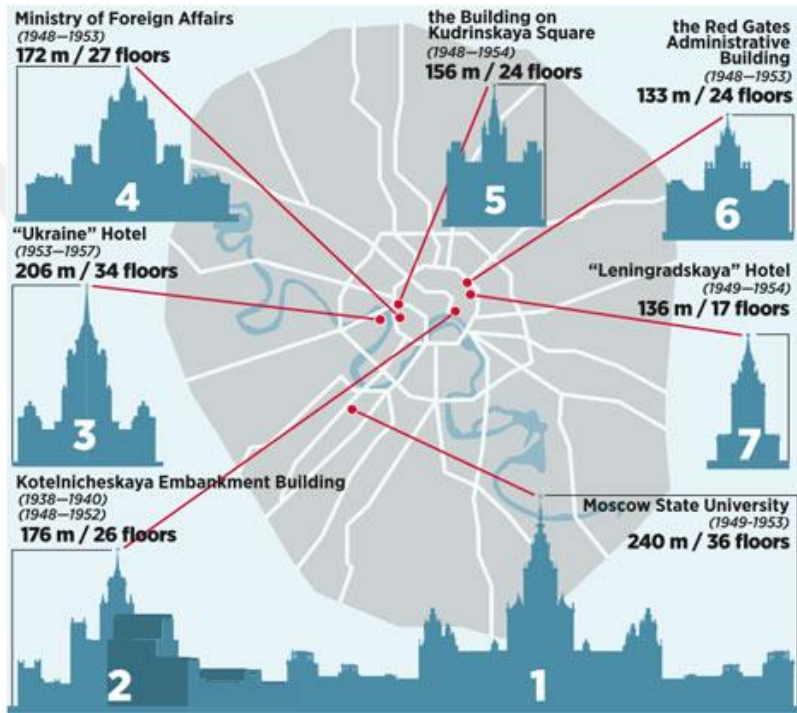 Ministry of Foreign Affairs
(1948—1953)
172 m / 27 floors
4
the Building on
Kudrinskaya Square
(1948—1954)
156 m / 24 floors
5
the Red Gates
Administrative
Building
(1948—1953)
133 m / 24 floors
6
“Ukraine” Hotel
(1953—1957)
206 m / 34 floors
3
“Leningradskaya” Hotel
(1949—1954)
136 m / 17 floors
7
Kotelnicheskaya Embankment Building
(1938—1940)
(1948—1952)
176 m / 26 floors
2
Moscow State University
(1949-1953)
240 m / 36 floors
1